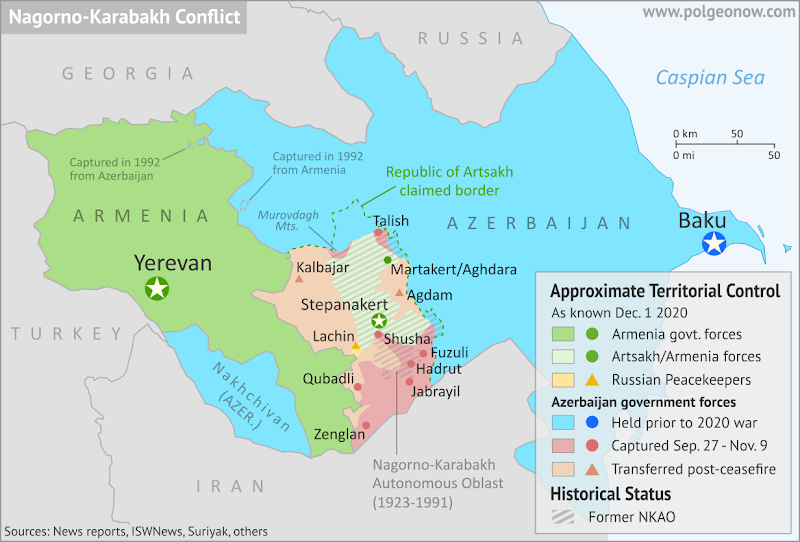 Nagorno-Karabakh Conflict
www.polgeonow.com
RUSSIA
GEORGIA
Caspian Sea
0 km 50
0 mi 50
Captured in 1992
from Azerbaijan
Captured in 1992
from Armenia
Republic of Artsakh
claimed border
ARMENIA
Murovdagh
Mts.
Talish
AZERBAIJAN
Baku
Yerevan
Kalbajar
Martakert/Aghdara
Agdam
Stepanakert
TURKEY
Lachin
Shusha
Fuzuli
Hadrut
Jabrayil
Qubadli
Nakhchivan
(AZER.)
Zenglan
Nagorno-Karabakh
Autonomous Oblast
(1923-1991)
IRAN
Approximate Territorial Control
As known Dec. 1 2020
Armenia govt. forces
Artsakh/Armenia forces
Russian Peacekeepers
Azerbaijan government forces
Held prior to 2020 war
Captured Sep. 27 - Nov. 9
Transferred post-ceasefire
Historical Status
Former NKAO
Sources: News reports, ISWNews, Suriyak, others